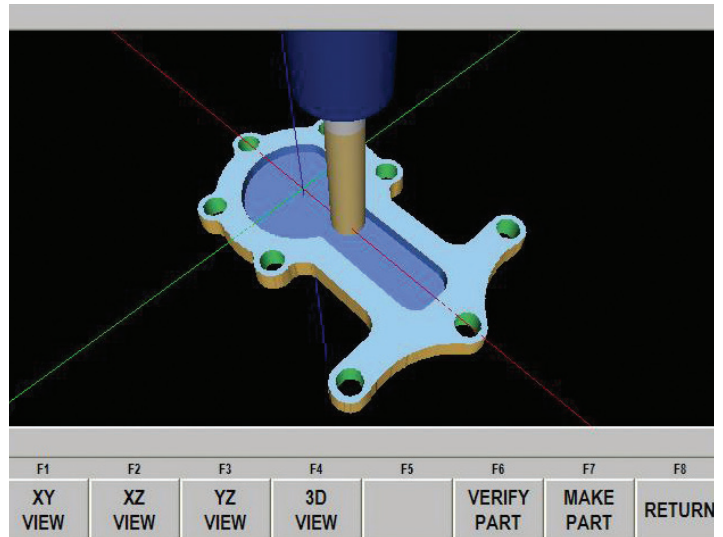 F1 F2 F3 F4 F5 F6 F7 F8
XY VIEW
XZ VIEW
YZ VIEW
3D VIEW
VERIFY PART
MAKE PART
RETURN